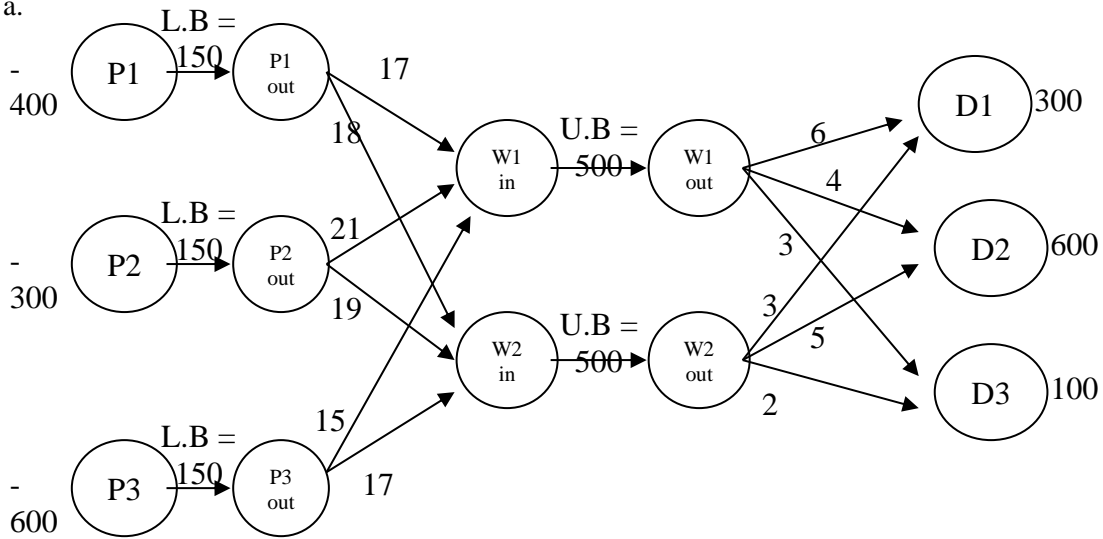 a.
L.B =
150
-
400
P1
P1
out
17
18
L.B =
150
-
300
P2
P2
out
21
19
L.B =
150
-
600
P3
P3
out
15
17
W1
in
U.B =
500
W1
out
W2
in
U.B =
500
W2
out
6
4
3
3
5
2
D1
300
D2
600
D3
100